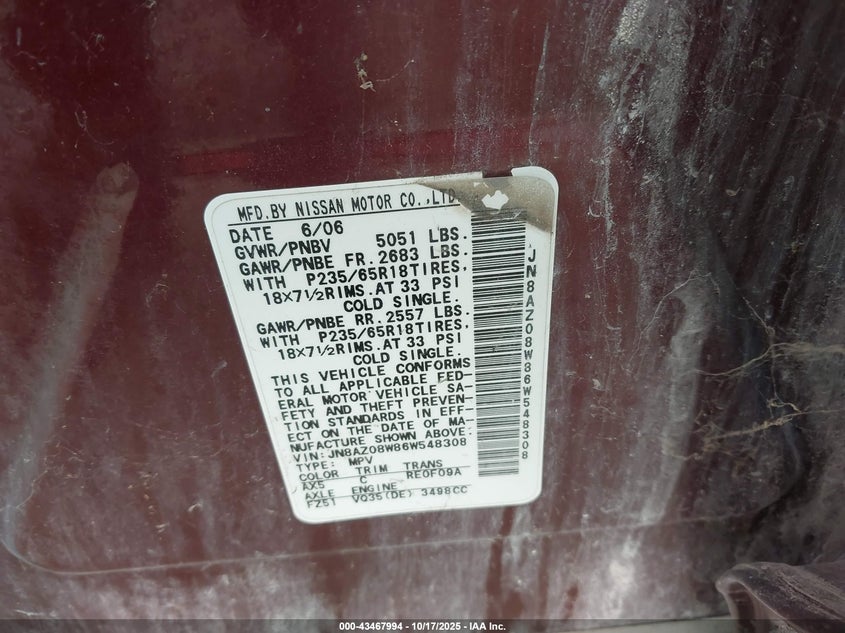 MFD.BY NISSAN MOTOR CO.,LTD
DATE 6/06
GVWR/PNBV 5051 LBS.
GAWR/PNBE FR. 2683 LBS.
WITH P235/65R18TIRES,
18X7½RIMS.AT 33 PSI
COLD SINGLE.
GAWR/PNBE RR. 2557 LBS.
WITH P235/65R18TIRES,
18X7½RIMS.AT 33 PSI
COLD SINGLE.
THIS VEHICLE CONFORMS
TO ALL APPLICABLE FED-
ERAL MOTOR VEHICLE SA-
FETY AND THEFT PREVEN-
TION STANDARDS IN EFF-
ECT ON THE DATE OF MA-
NUFACTURE SHOWN ABOVE.
VIN:JN8AZ08W86W548308
TYPE: MPV
COLOR TRIM TRANS
AX5 C RE0F09A
AXLE ENGINE
FZ51 VQ35(DE) 3498CC
JN8AZ08W86W548308
000-43467994 - 10/17/2025 - © IAA Inc.